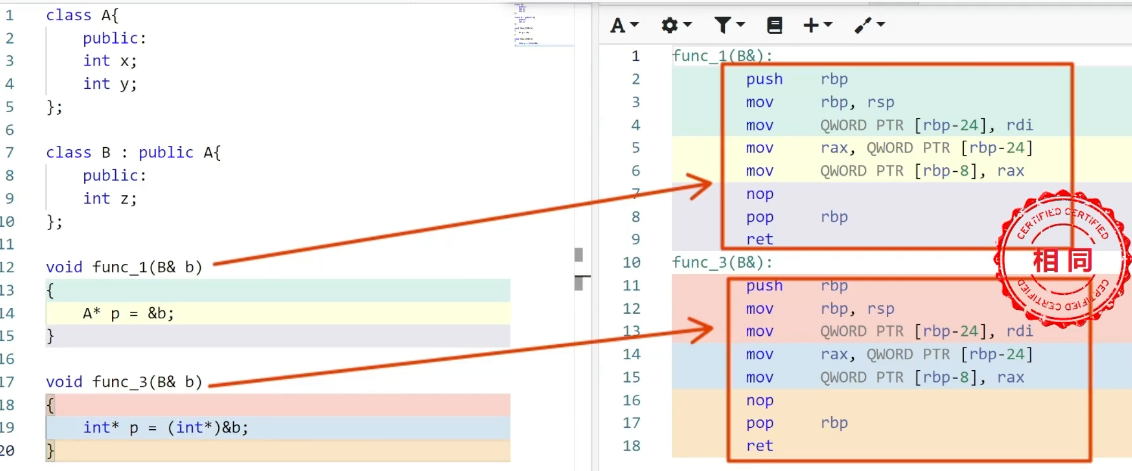 1 class A{
2 public:
3 int x;
4 int y;
5 };
6
7 class B : public A{
8 public:
9 int z;
10 };
11
12 void func_1(B& b)
13 {
14 A* p = &b;
15 }
16
17 void func_3(B& b)
18 {
19 int* p = (int*)&b;
20 }
A
1 func_1(B&):
2 push rbp
3 mov rbp, rsp
4 mov QWORD PTR [rbp-24], rdi
5 mov rax, QWORD PTR [rbp-24]
6 mov QWORD PTR [rbp-8], rax
7 nop
8 pop rbp
9 ret
10 func_3(B&):
11 push rbp
12 mov rbp, rsp
13 mov QWORD PTR [rbp-24], rdi
14 mov rax, QWORD PTR [rbp-24]
15 mov QWORD PTR [rbp-8], rax
16 nop
17 pop rbp
18 ret
CERTIFIED CERTIFIED
相同
CERTIFIED CERTIFIED